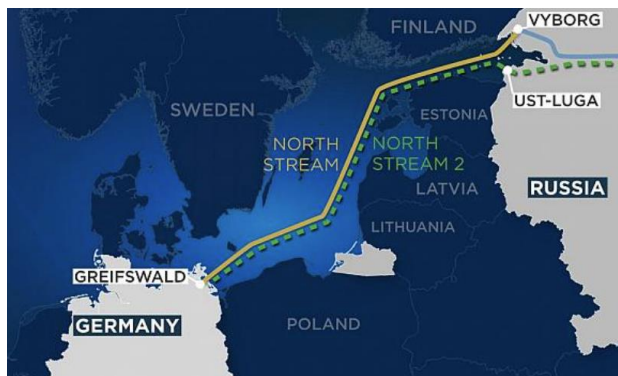 FINLAND
VYBORG
SWEDEN
UST-LUGA
ESTONIA
NORTH
STREAM
NORTH
STREAM 2
LATVIA
RUSSIA
LITHUANIA
GREIFSWALD
GERMANY
POLAND